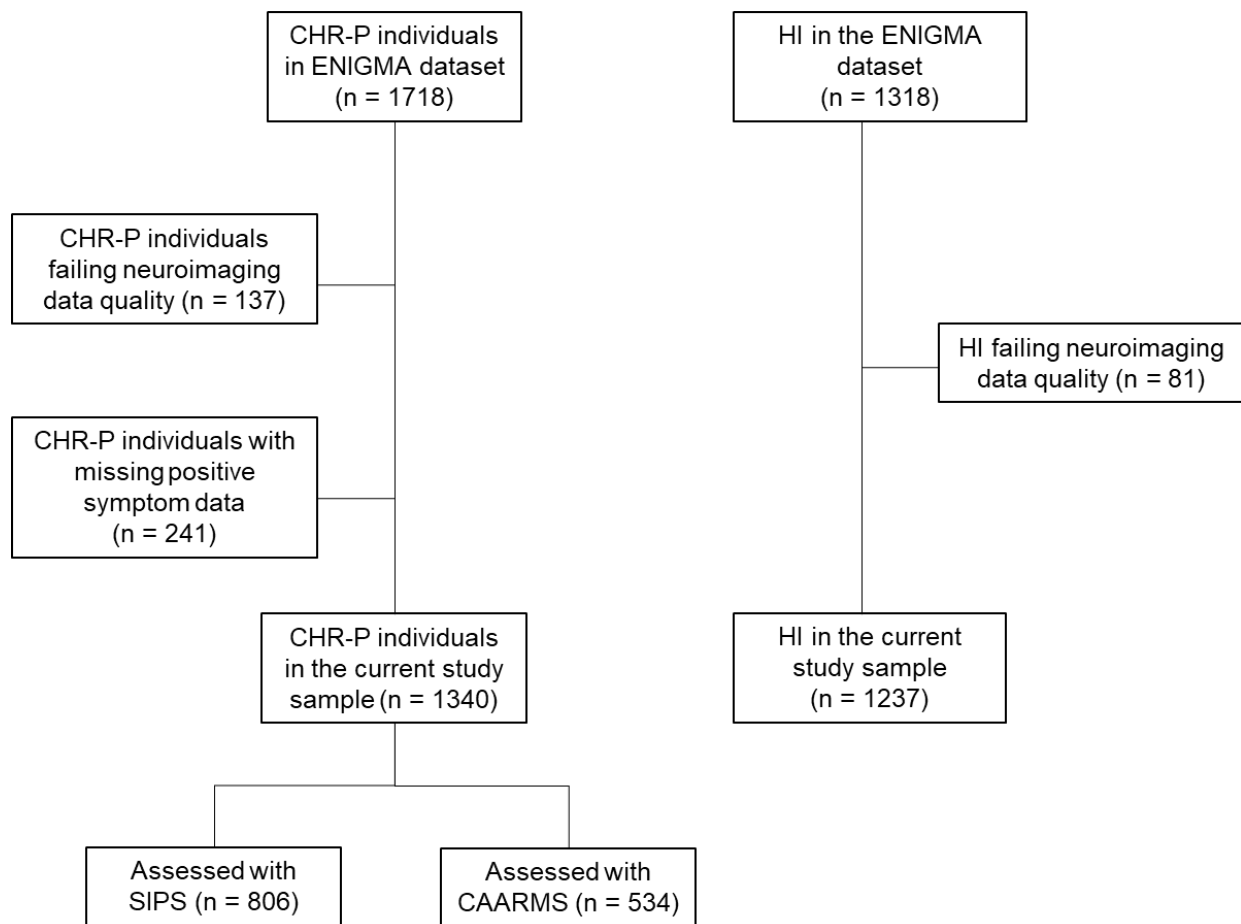 CHR-P individuals
in ENIGMA dataset
(n = 1718)
HI in the ENIGMA
dataset
(n = 1318)
CHR-P individuals
failing neuroimaging
data quality (n = 137)
HI failing neuroimaging
data quality (n = 81)
CHR-P individuals with
missing positive
symptom data
(n = 241)
CHR-P individuals
in the current study
sample (n = 1340)
HI in the current
study sample
(n = 1237)
Assessed with
SIPS (n = 806)
Assessed with
CAARMS (n = 534)